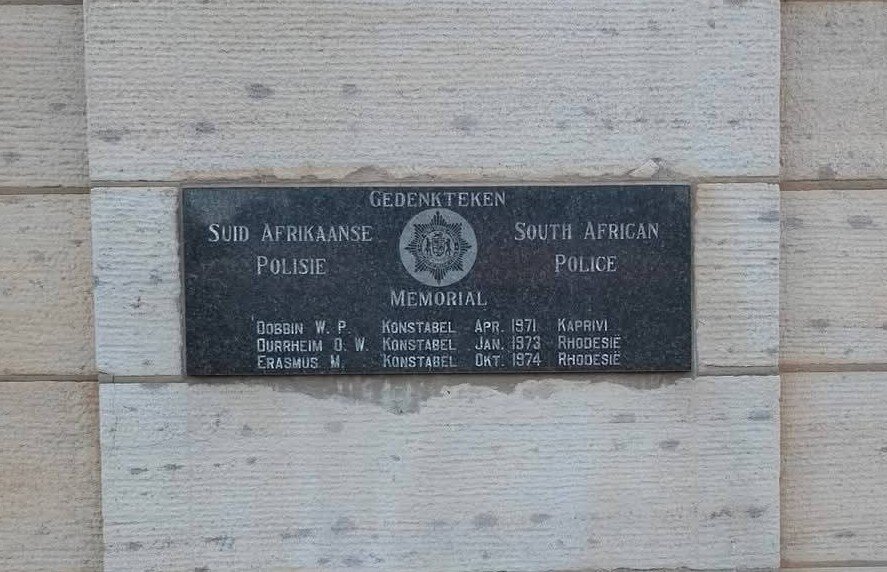 GEDENKTEKEN
SUID AFRIKAANSE SOUTH AFRICAN
POLISIE POLICE
MEMORIAL
DOBBIN W. P. KONSTABEL APR. 1971 KAPRIVI
DURRHEIM O. W. KONSTABEL JAN. 1973 RHODESIË
ERASMUS M. KONSTABEL OKT. 1974 RHODESIË